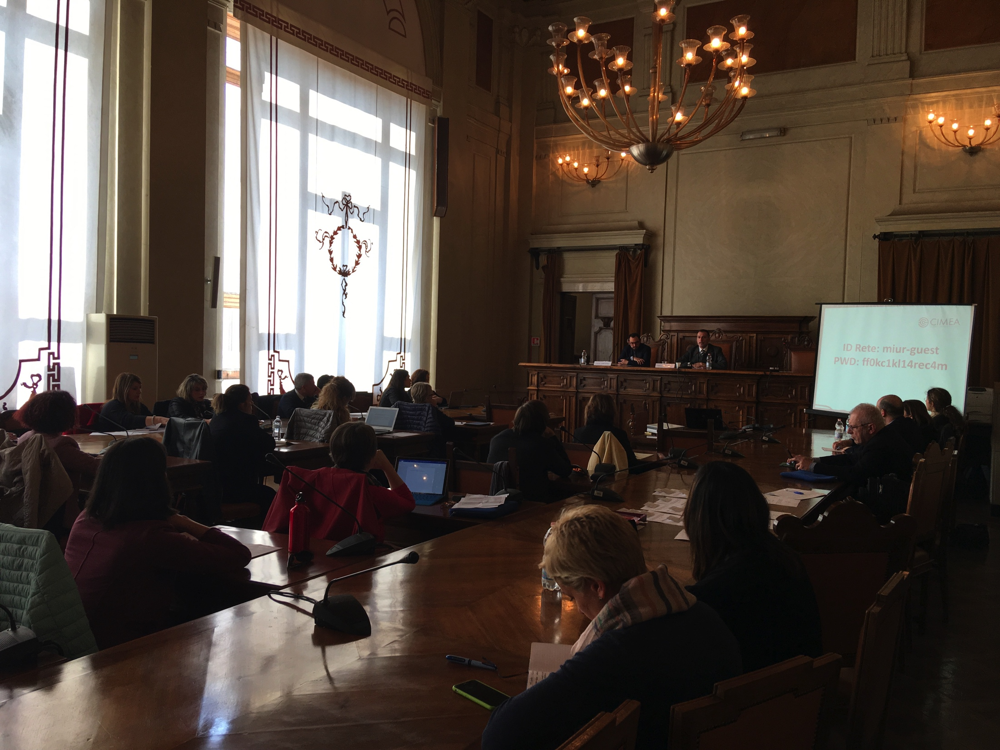 CIMEA
ID Rete: miur-guest
PWD: ff0kc1kl14rec4m